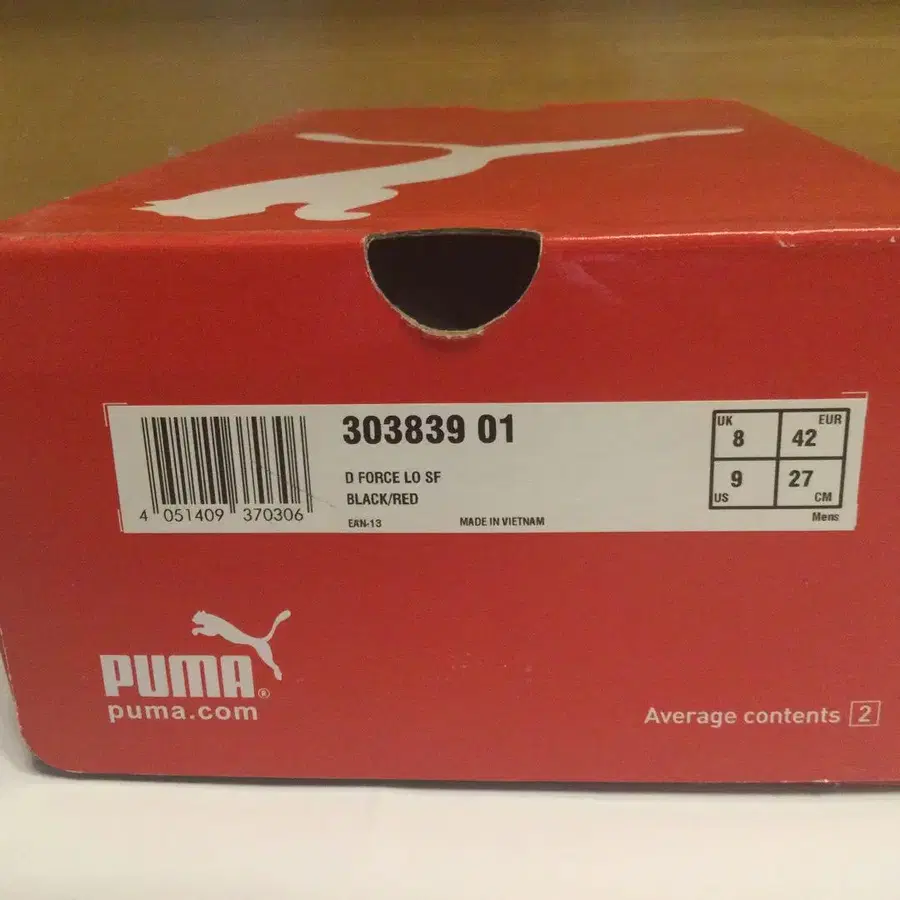 303839 01
D FORCE LO SF
BLACK/RED
4 051409 370306
EAN-13
MADE IN VIETNAM
UK 8
EUR 42
US 9
27 CM
Mens
PUMA®
puma.com
Average contents 2